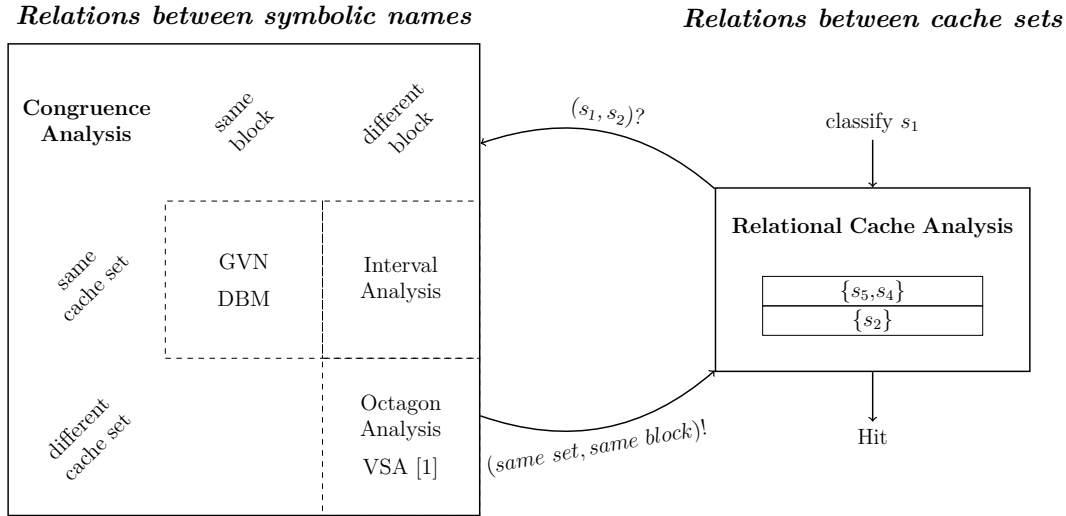 Relations between symbolic names
Relations between cache sets
Congruence
Analysis
same
block
different
block
same
cache set
different
cache set
GVN
DBM
Interval
Analysis
Octagon
Analysis
VSA [1]
(s₁, s₂)?
(same set, same block)!
classify s₁
Relational Cache Analysis
{s₅,s₄}
{s₂}
Hit